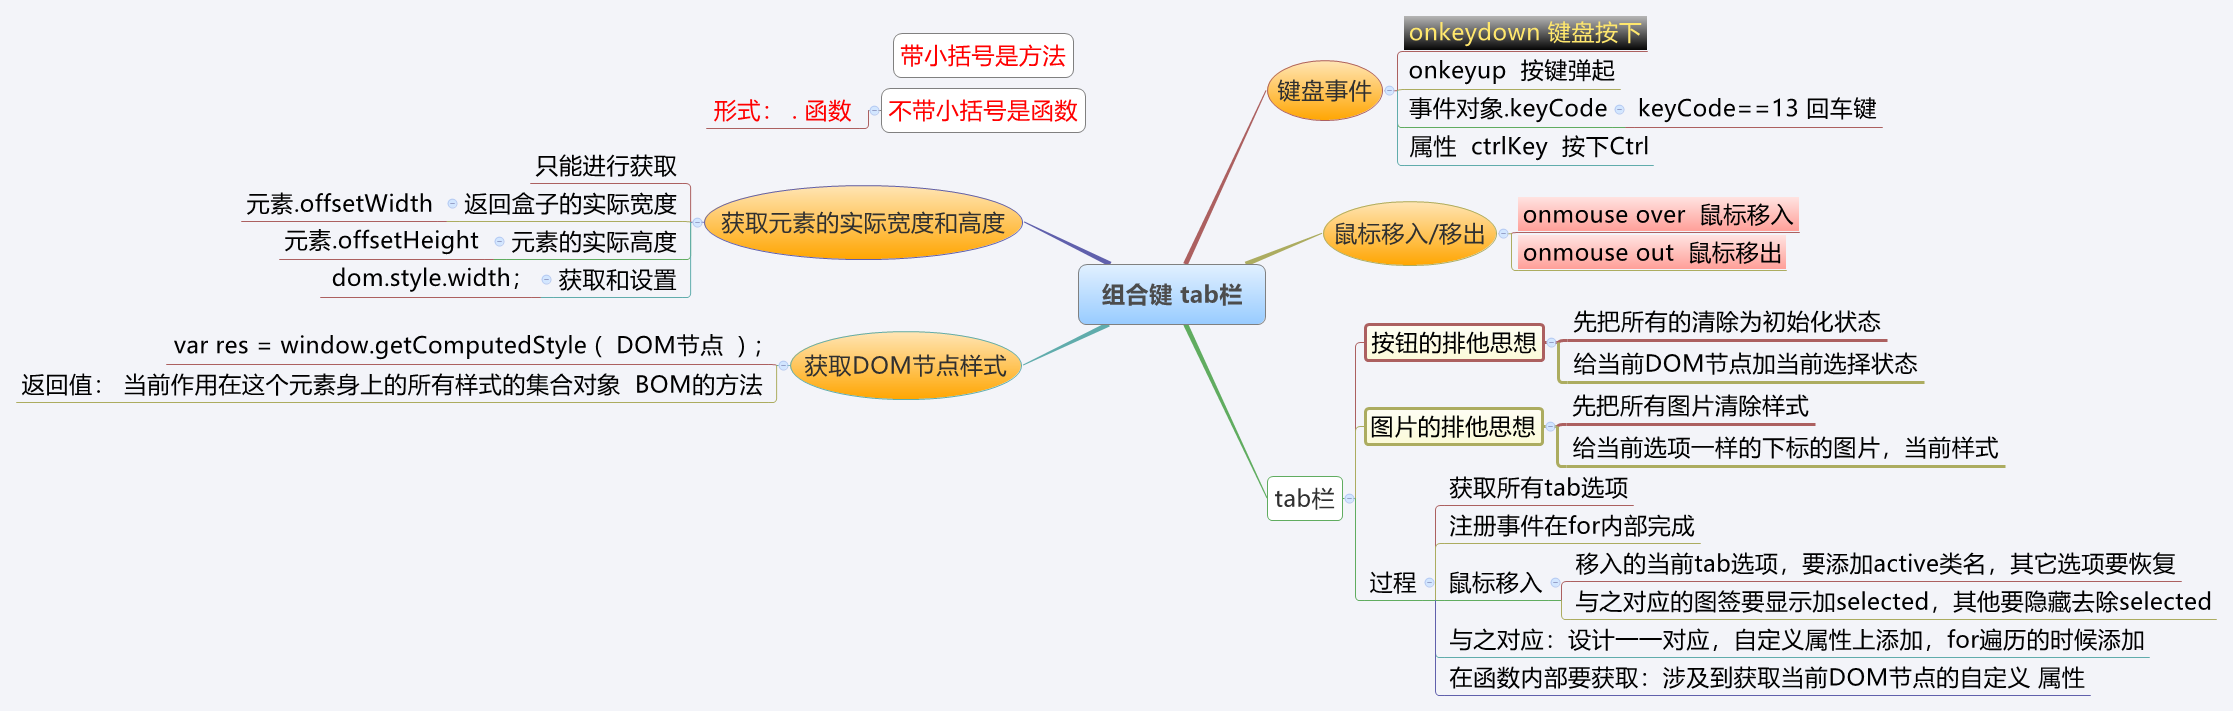 带小括号是方法
形式： . 函数
不带小括号是函数
只能进行获取
元素.offsetWidth
返回盒子的实际宽度
元素.offsetHeight
元素的实际高度
dom.style.width；
获取和设置
获取元素的实际宽度和高度
var res = window.getComputedStyle ( DOM节点 ) ;
返回值： 当前作用在这个元素身上的所有样式的集合对象 BOM的方法
获取DOM节点样式
组合键 tab栏
键盘事件
onkeydown 键盘按下
onkeyup 按键弹起
事件对象.keyCode
keyCode==13 回车键
属性 ctrlKey 按下Ctrl
鼠标移入/移出
onmouse over 鼠标移入
onmouse out 鼠标移出
tab栏
按钮的排他思想
先把所有的清除为初始化状态
给当前DOM节点加当前选择状态
图片的排他思想
先把所有图片清除样式
给当前选项一样的下标的图片，当前样式
过程
获取所有tab选项
注册事件在for内部完成
鼠标移入
移入的当前tab选项，要添加active类名，其它选项要恢复
与之对应的图签要显示加selected，其他要隐藏去除selected
与之对应：设计一一对应，自定义属性上添加，for遍历的时候添加
在函数内部要获取：涉及到获取当前DOM节点的自定义 属性